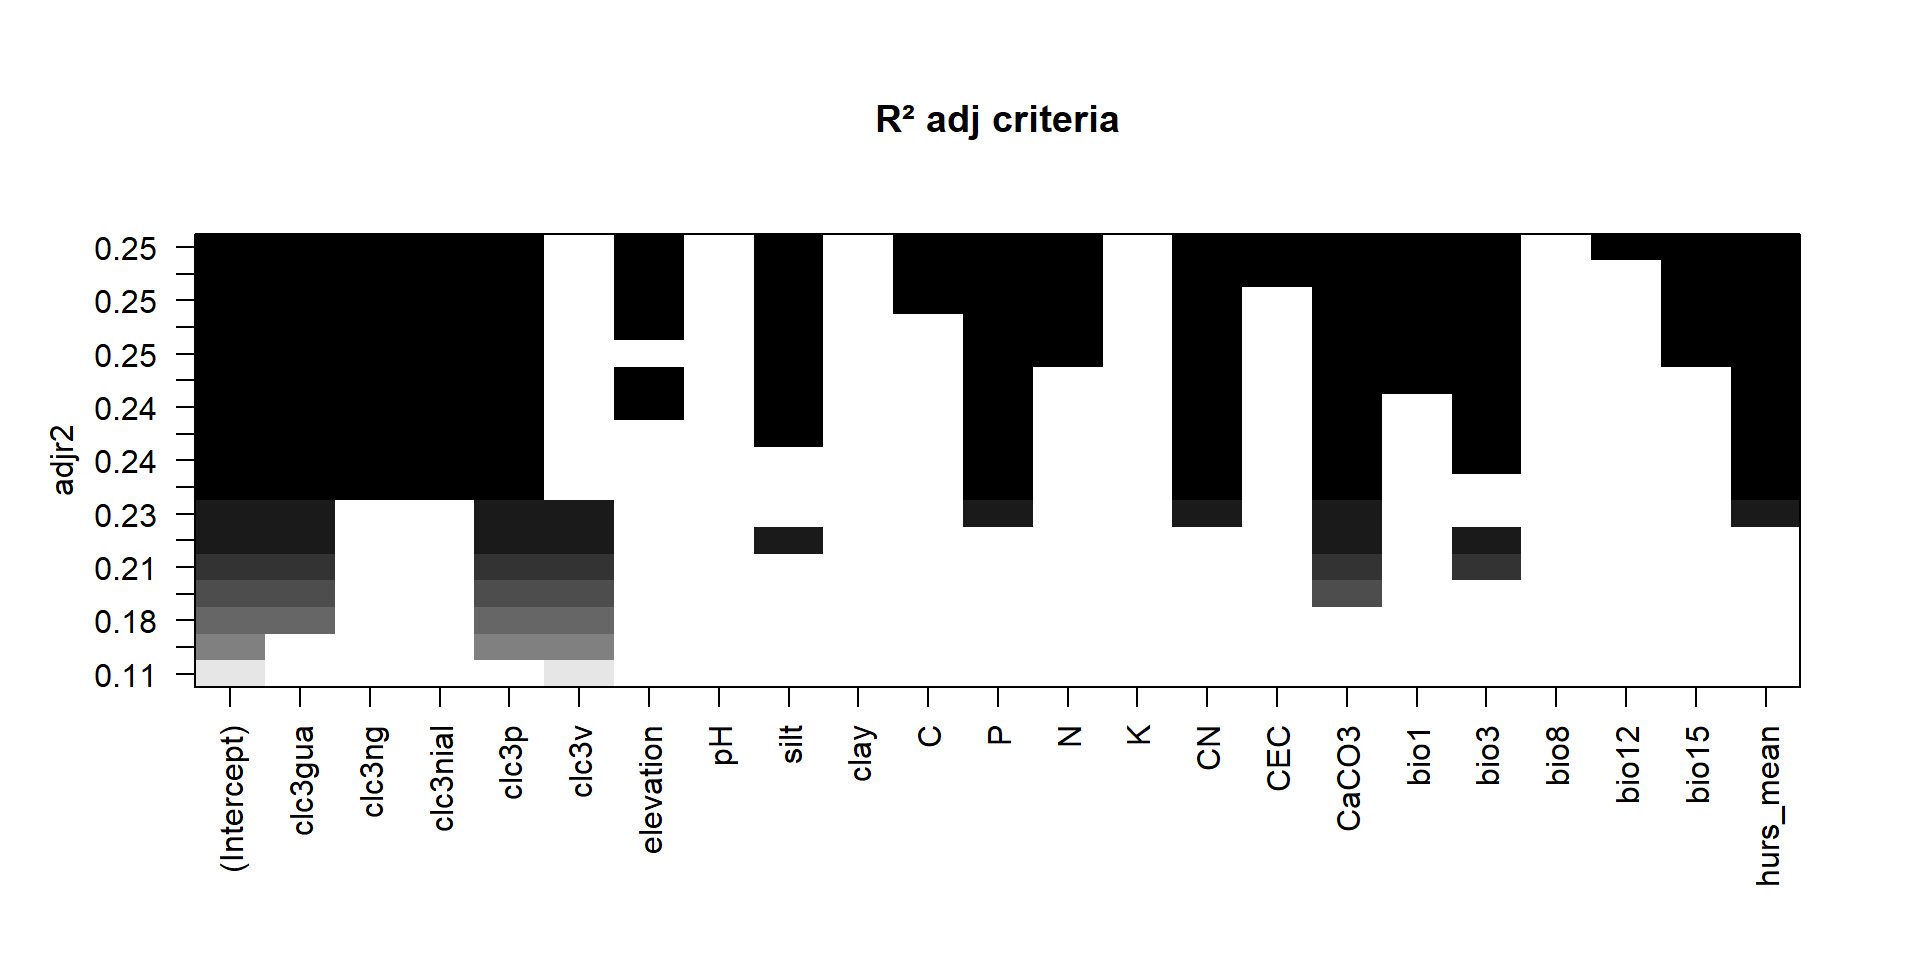 R² adj criteria
adjr2
0.25
0.25
0.25
0.24
0.24
0.23
0.21
0.18
0.11
(Intercept)
clc3gua
clc3ng
clc3nial
clc3p
clc3v
elevation
pH
silt
clay
C
P
N
K
CN
CEC
CaCO3
bio1
bio3
bio8
bio12
bio15
hurs_mean